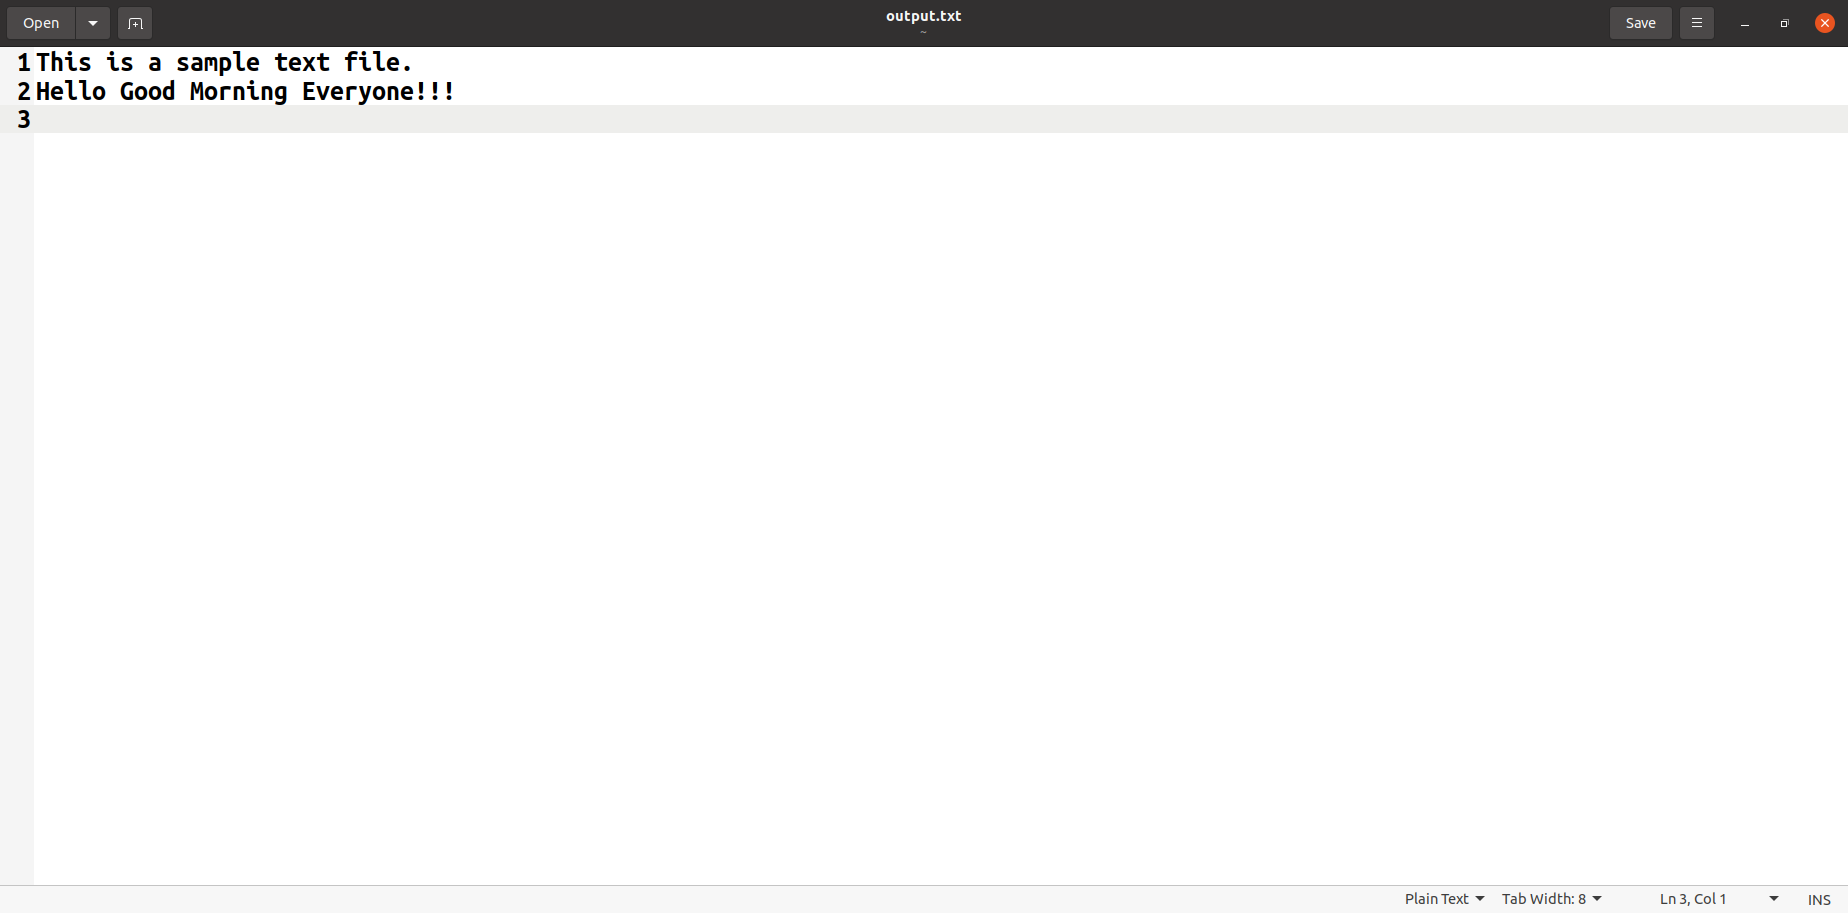 Open
output.txt
~
Save
1 This is a sample text file.
2 Hello Good Morning Everyone!!!
3
Plain Text Tab Width: 8 Ln 3, Col 1 INS